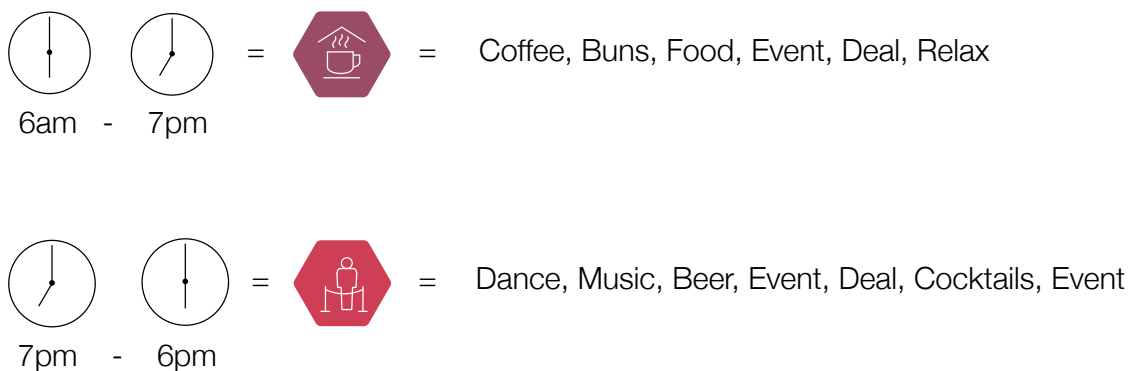 = = Coffee, Buns, Food, Event, Deal, Relax
6am - 7pm
= = Dance, Music, Beer, Event, Deal, Cocktails, Event
7pm - 6pm